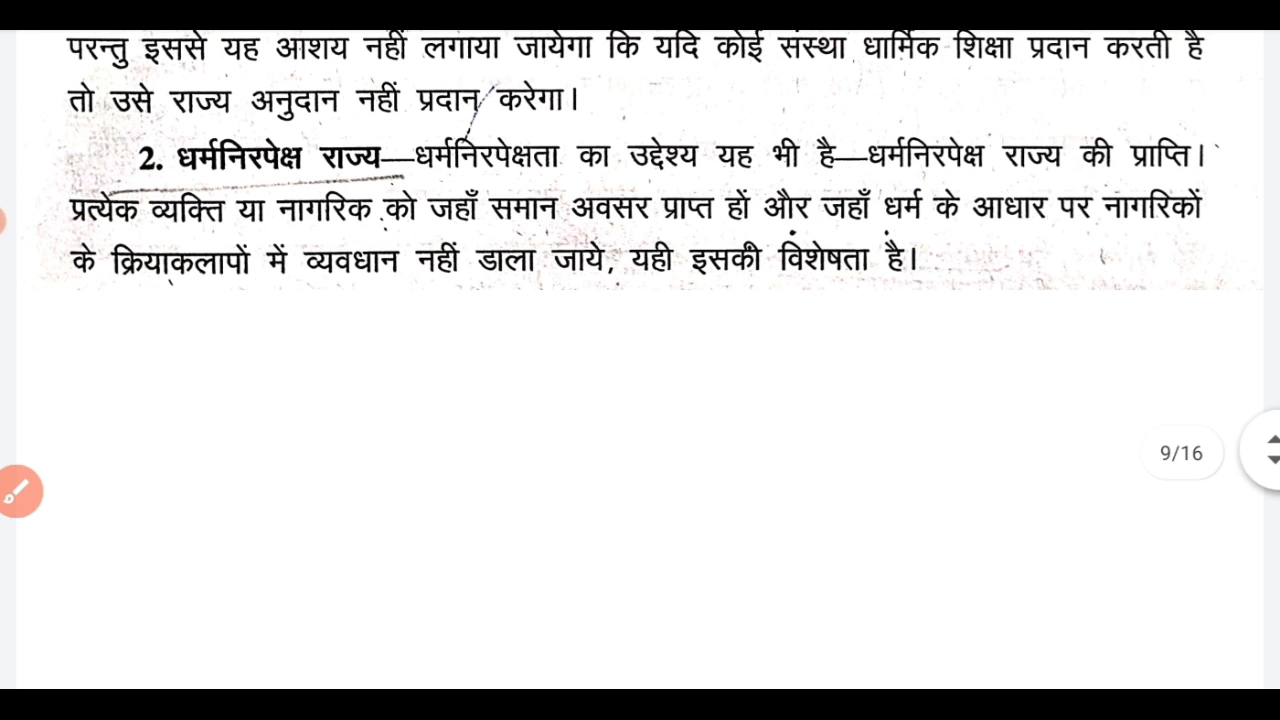 परन्तु इससे यह आशय नहीं लगाया जायेगा कि यदि कोई संस्था धार्मिक शिक्षा प्रदान करती है
तो उसे राज्य अनुदान नहीं प्रदान करेगा।
2. धर्मनिरपेक्ष राज्य—धर्मनिरपेक्षता का उद्देश्य यह भी है—धर्मनिरपेक्ष राज्य की प्राप्ति।
प्रत्येक व्यक्ति या नागरिक को जहाँ समान अवसर प्राप्त हों और जहाँ धर्म के आधार पर नागरिकों
के क्रियाकलापों में व्यवधान नहीं डाला जाये, यही इसकी विशेषता है।
9/16